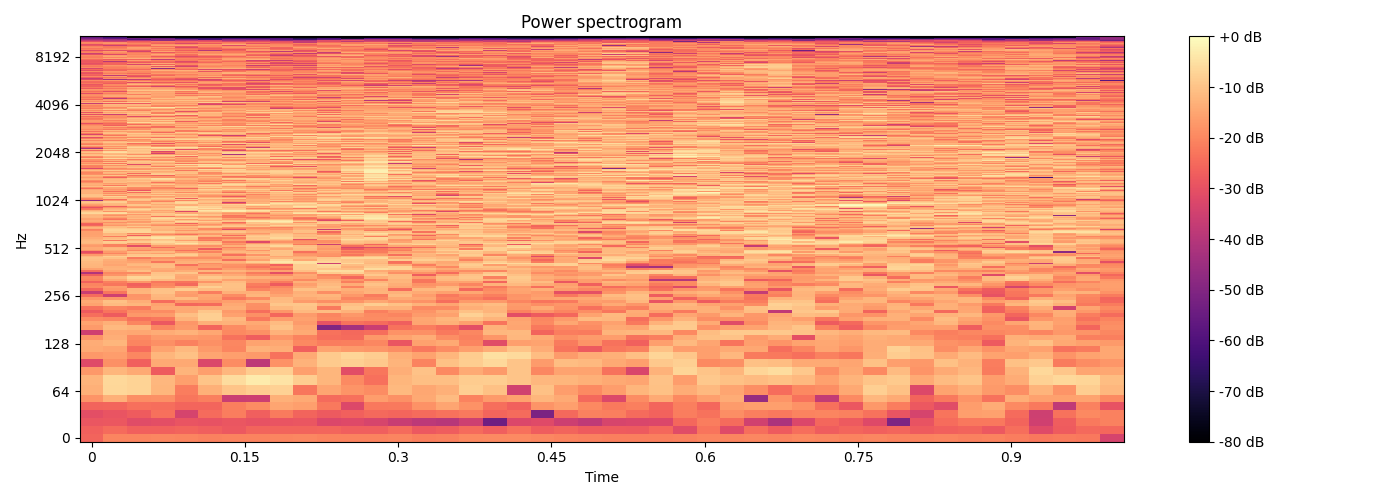 Power spectrogram
Hz
8192
4096
2048
1024
512
256
128
64
0
0 0.15 0.3 0.45 0.6 0.75 0.9
Time
+0 dB
-10 dB
-20 dB
-30 dB
-40 dB
-50 dB
-60 dB
-70 dB
-80 dB